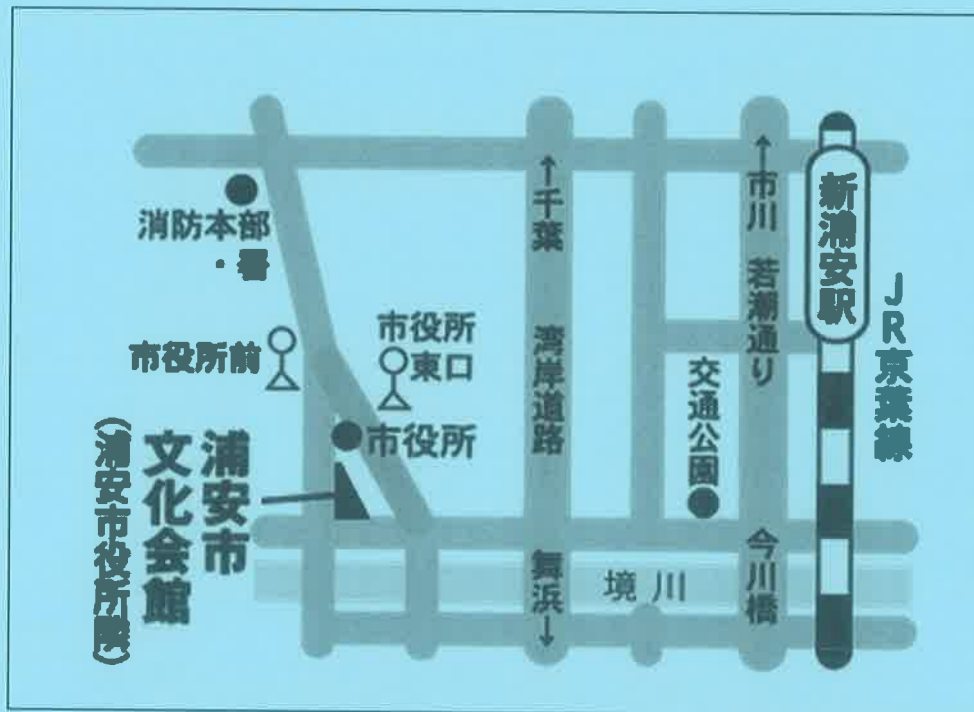 消防本部
・署
市役所前
市役所
東口
市役所
浦安市
文化会館
(浦安市役所隣)
↑千葉
湾岸道路
舞浜↓
↑市川
若潮通り
今川橋
交通公園
境川
新浦安駅
JR京葉線